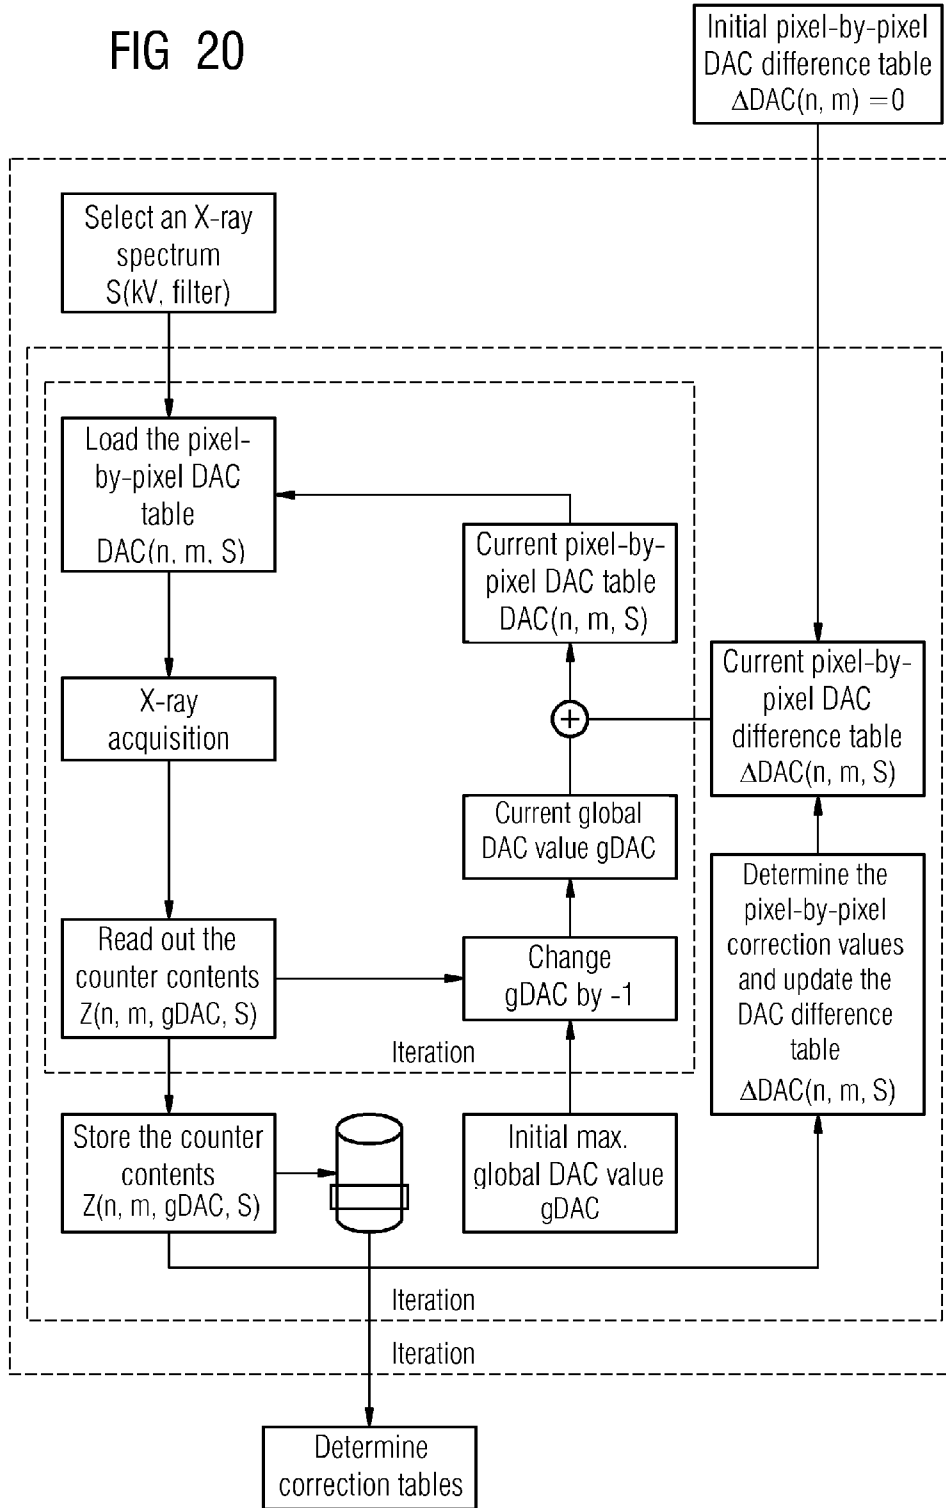 FIG 20
Initial pixel-by-pixel
DAC difference table
ΔDAC(n, m) =0
Select an X-ray
spectrum
S(kV, filter)
Load the pixel-
by-pixel DAC
table
DAC(n, m, S)
Current pixel-by-
pixel DAC table
DAC(n, m, S)
Current pixel-by-
pixel DAC
difference table
ΔDAC(n, m, S)
X-ray
acquisition
+
Current global
DAC value gDAC
Determine the
pixel-by-pixel
correction values
and update the
DAC difference
table
ΔDAC(n, m, S)
Read out the
counter contents
Z(n, m, gDAC, S)
Change
gDAC by -1
Iteration
Store the counter
contents
Z(n, m, gDAC, S)
Initial max.
global DAC value
gDAC
Iteration
Iteration
Determine
correction tables